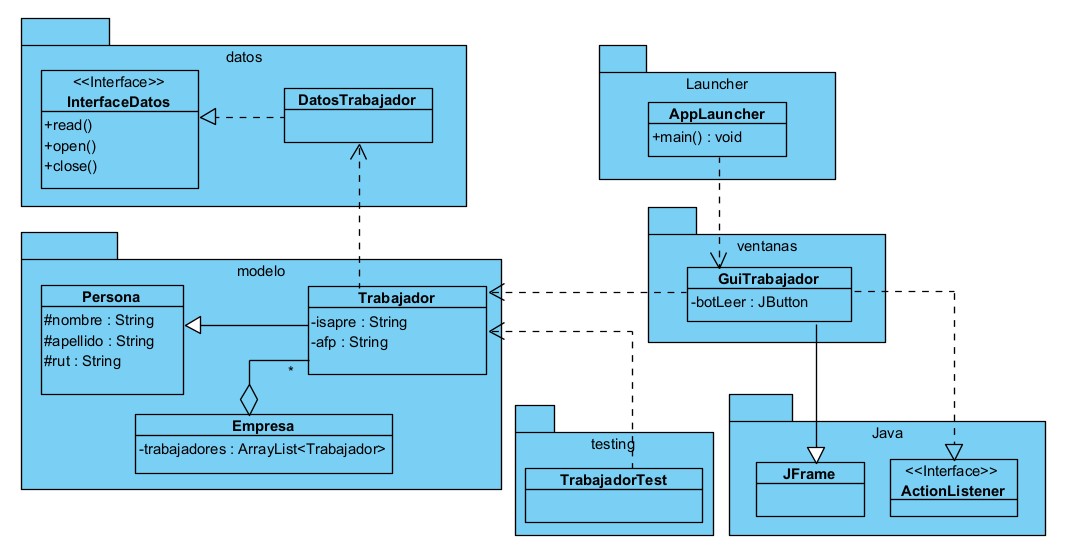 datos
<<Interface>>
InterfaceDatos
+read()
+open()
+close()
DatosTrabajador
Launcher
AppLauncher
+main() : void
modelo
Persona
#nombre : String
#apellido : String
#rut : String
Trabajador
-isapre : String
-afp : String
*
Empresa
-trabajadores : ArrayList<Trabajador>
ventanas
GuiTrabajador
-botLeer : JButton
testing
TrabajadorTest
Java
JFrame
<<Interface>>
ActionListener